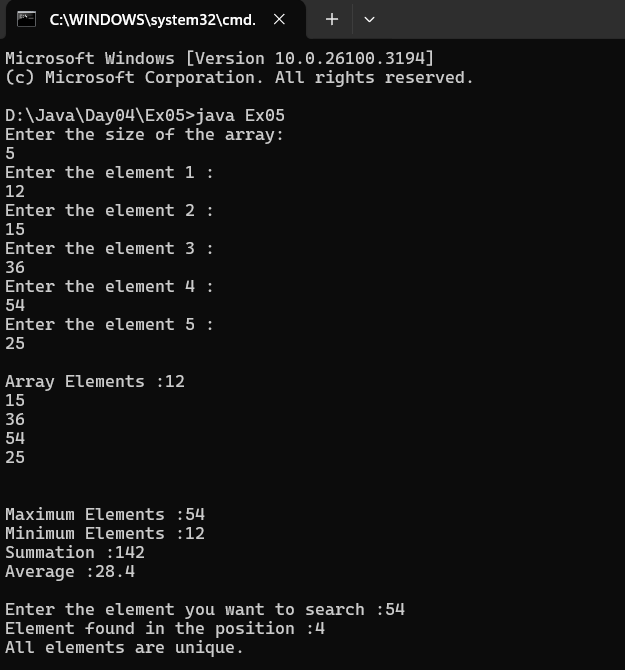 C:\WINDOWS\system32\cmd.
Microsoft Windows [Version 10.0.26100.3194]
(c) Microsoft Corporation. All rights reserved.
D:\Java\Day04\Ex05>java Ex05
Enter the size of the array:
5
Enter the element 1 :
12
Enter the element 2 :
15
Enter the element 3 :
36
Enter the element 4 :
54
Enter the element 5 :
25
Array Elements :12
15
36
54
25
Maximum Elements :54
Minimum Elements :12
Summation :142
Average :28.4
Enter the element you want to search :54
Element found in the position :4
All elements are unique.